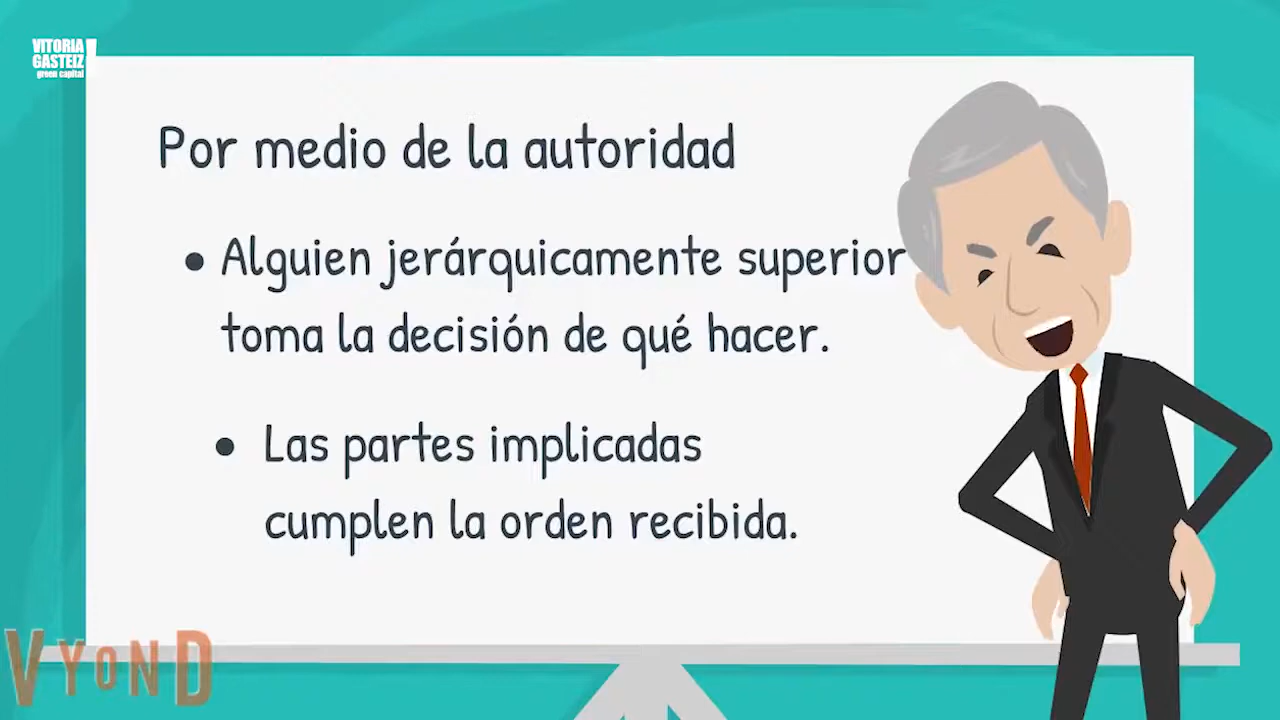 VITORIA
GASTEIZ
green capital
Por medio de la autoridad
• Alguien jerárquicamente superior
toma la decisión de qué hacer.
• Las partes implicadas
cumplen la orden recibida.
VYOND